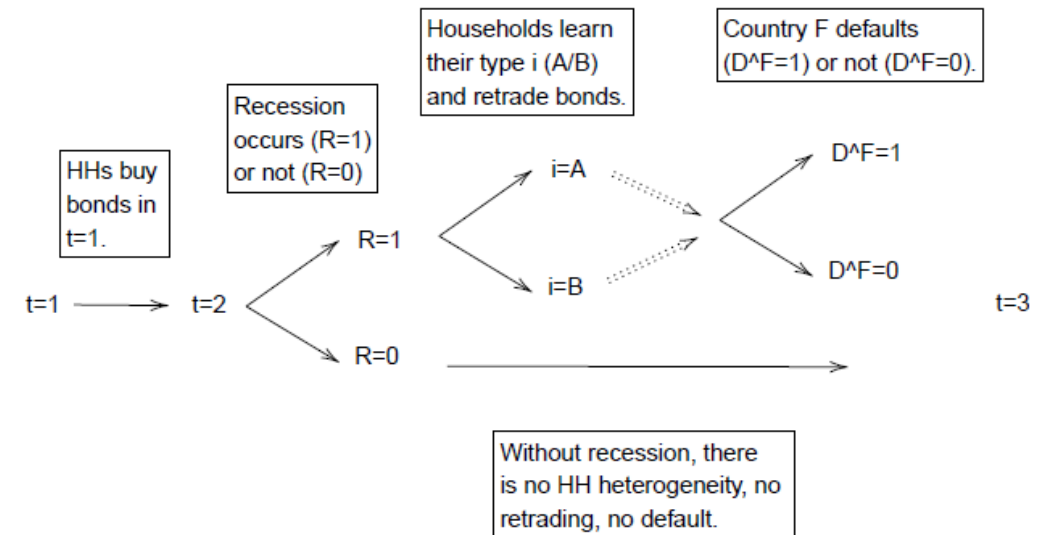 Households learn
their type i (A/B)
and retrade bonds.
Country F defaults
(D^F=1) or not (D^F=0).
Recession
occurs (R=1)
or not (R=0)
HHs buy
bonds in
t=1.
i=A
D^F=1
R=1
i=B
D^F=0
t=1
t=2
t=3
R=0
Without recession, there
is no HH heterogeneity, no
retrading, no default.